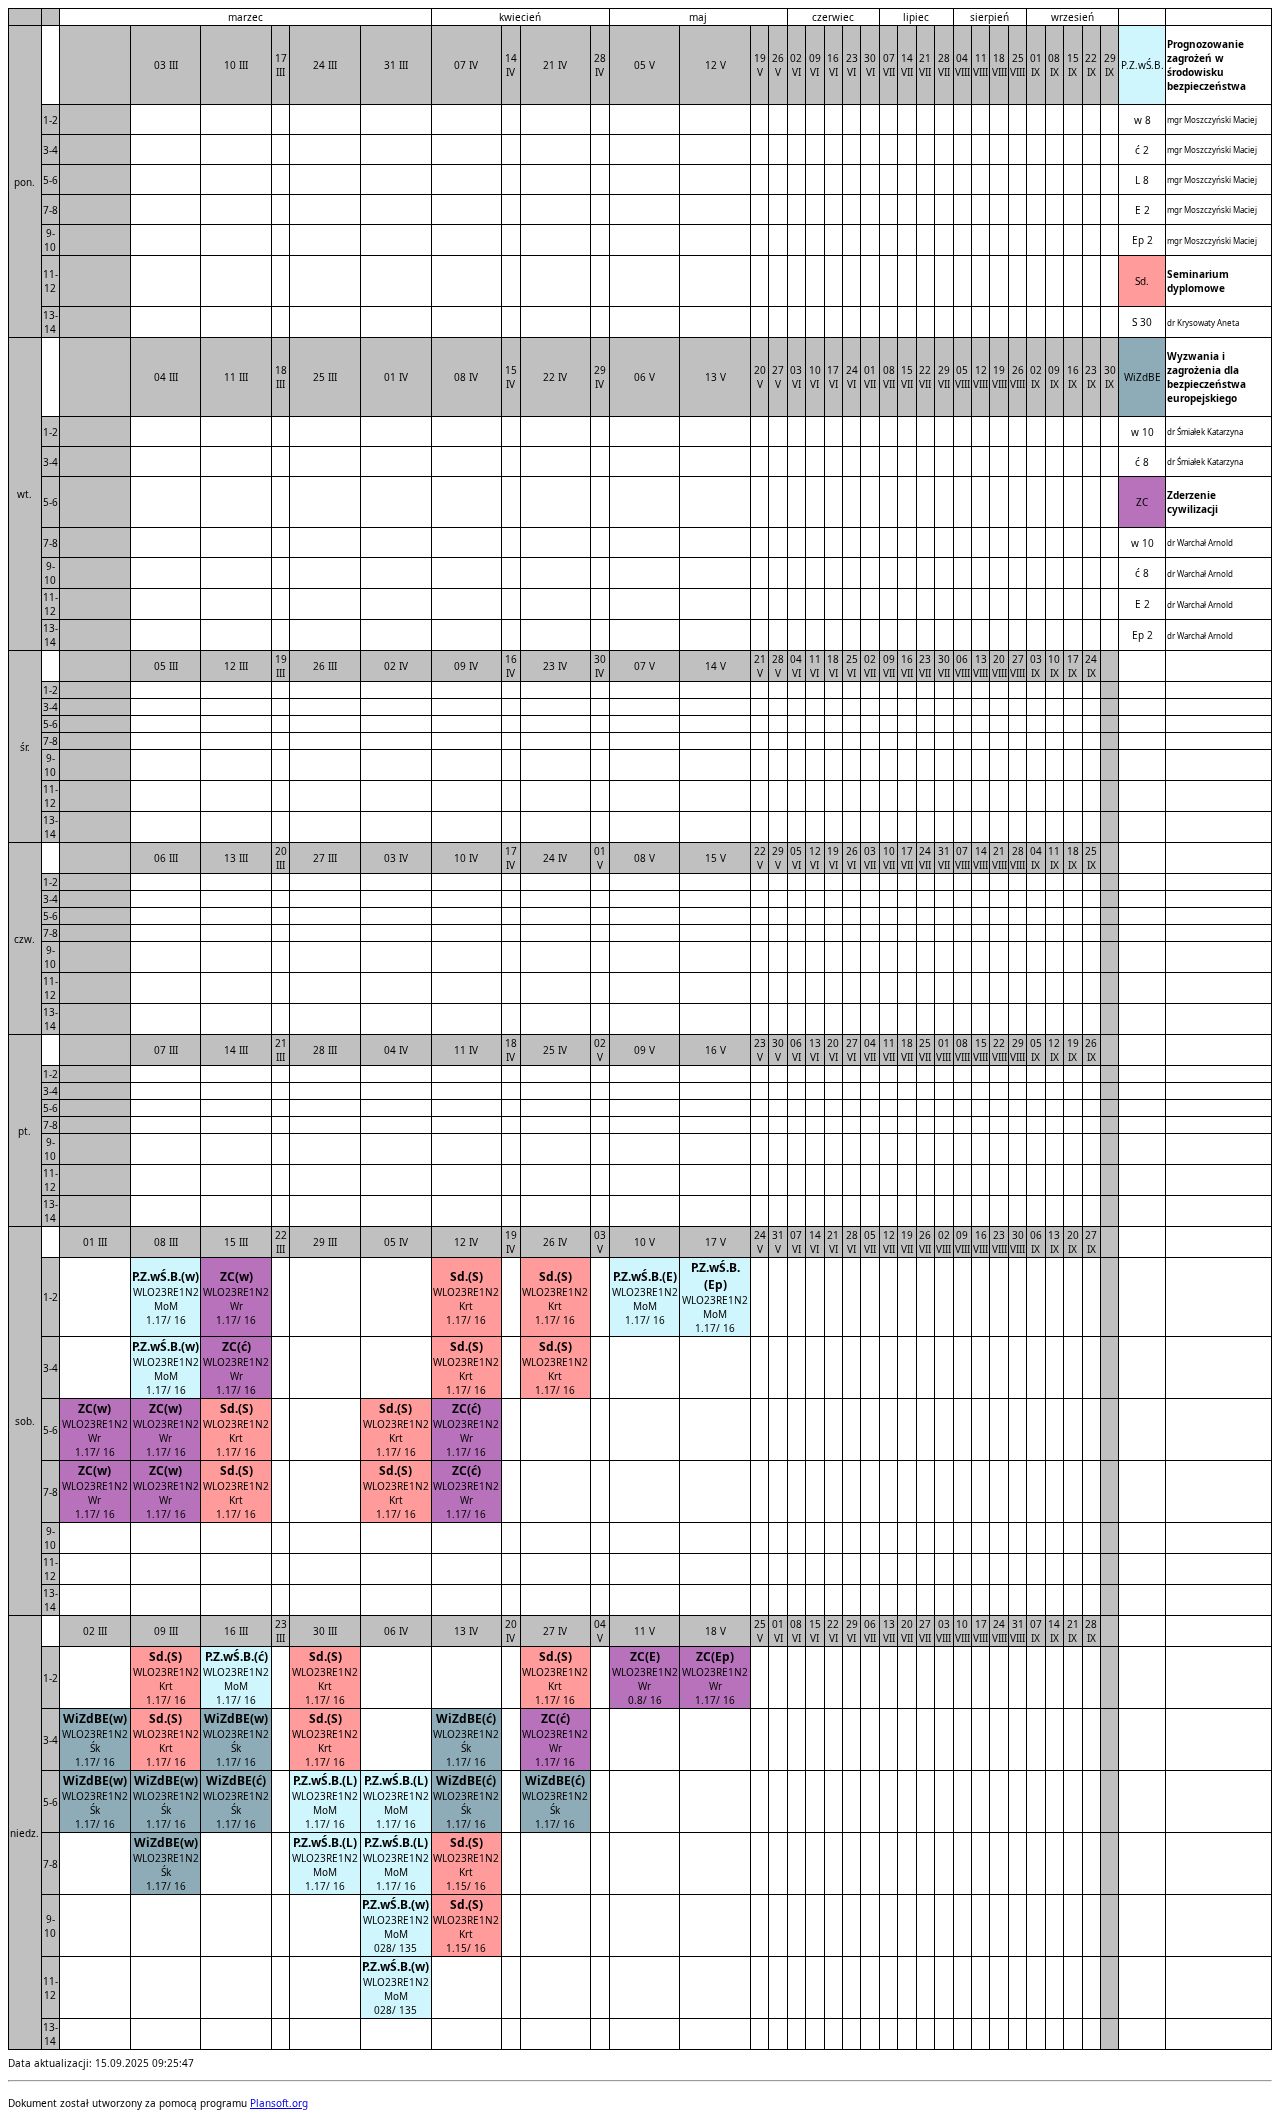 marzec kwiecień maj czerwiec lipiec sierpień wrzesień
pon. 03 III 10 III 17 III 24 III 31 III 07 IV 14 IV 21 IV 28 IV 05 V 12 V 19 V 26 V 02 VI 09 VI 16 VI 23 VI 30 VI 07 VII 14 VII 21 VII 28 VII 04 VIII 11 VIII 18 VIII 25 VIII 01 IX 08 IX 15 IX 22 IX 29 IX P.Z.wŚ.B. Prognozowanie zagrożeń w środowisku bezpieczeństwa
1-2 w 8 mgr Moszczyński Maciej
3-4 ć 2 mgr Moszczyński Maciej
5-6 L 8 mgr Moszczyński Maciej
7-8 E 2 mgr Moszczyński Maciej
9-10 Ep 2 mgr Moszczyński Maciej
11-12 Sd. Seminarium dyplomowe
13-14 S 30 dr Krysowaty Aneta
wt. 04 III 11 III 18 III 25 III 01 IV 08 IV 15 IV 22 IV 29 IV 06 V 13 V 20 V 27 V 03 VI 10 VI 17 VI 24 VI 01 VII 08 VII 15 VII 22 VII 29 VII 05 VIII 12 VIII 19 VIII 26 VIII 02 IX 09 IX 16 IX 23 IX 30 IX WiZdBE Wyzwania i zagrożenia dla bezpieczeństwa europejskiego
1-2 w 10 dr Śmiałek Katarzyna
3-4 ć 8 dr Śmiałek Katarzyna
5-6 ZC Zderzenie cywilizacji
7-8 w 10 dr Warchał Arnold
9-10 ć 8 dr Warchał Arnold
11-12 E 2 dr Warchał Arnold
13-14 Ep 2 dr Warchał Arnold
śr. 05 III 12 III 19 III 26 III 02 IV 09 IV 16 IV 23 IV 30 IV 07 V 14 V 21 V 28 V 04 VI 11 VI 18 VI 25 VI 02 VII 09 VII 16 VII 23 VII 30 VII 06 VIII 13 VIII 20 VIII 27 VIII 03 IX 10 IX 17 IX 24 IX
1-2
3-4
5-6
7-8
9-10
11-12
13-14
czw. 06 III 13 III 20 III 27 III 03 IV 10 IV 17 IV 24 IV 01 V 08 V 15 V 22 V 29 V 05 VI 12 VI 19 VI 26 VI 03 VII 10 VII 17 VII 24 VII 31 VII 07 VIII 14 VIII 21 VIII 28 VIII 04 IX 11 IX 18 IX 25 IX
1-2
3-4
5-6
7-8
9-10
11-12
13-14
pt. 07 III 14 III 21 III 28 III 04 IV 11 IV 18 IV 25 IV 02 V 09 V 16 V 23 V 30 V 06 VI 13 VI 20 VI 27 VI 04 VII 11 VII 18 VII 25 VII 01 VIII 08 VIII 15 VIII 22 VIII 29 VIII 05 IX 12 IX 19 IX 26 IX
1-2
3-4
5-6
7-8
9-10
11-12
13-14
sob. 01 III 08 III 15 III 22 III 29 III 05 IV 12 IV 19 IV 26 IV 03 V 10 V 17 V 24 V 31 V 07 VI 14 VI 21 VI 28 VI 05 VII 12 VII 19 VII 26 VII 02 VIII 09 VIII 16 VIII 23 VIII 30 VIII 06 IX 13 IX 20 IX 27 IX
1-2 P.Z.wŚ.B.(w) ZC(w) Sd.(S) Sd.(S) P.Z.wŚ.B.(E) P.Z.wŚ.B.(Ep)
WLO23RE1N2 WLO23RE1N2 WLO23RE1N2 WLO23RE1N2 WLO23RE1N2 WLO23RE1N2
MoM Wr Krt Krt MoM MoM
1.17/ 16 1.17/ 16 1.17/ 16 1.17/ 16 1.17/ 16 1.17/ 16
3-4 P.Z.wŚ.B.(w) ZC(ć) Sd.(S) Sd.(S)
WLO23RE1N2 WLO23RE1N2 WLO23RE1N2 WLO23RE1N2
MoM Wr Krt Krt
1.17/ 16 1.17/ 16 1.17/ 16 1.17/ 16
5-6 ZC(w) ZC(w) Sd.(S) Sd.(S) ZC(ć)
WLO23RE1N2 WLO23RE1N2 WLO23RE1N2 WLO23RE1N2 WLO23RE1N2
Wr Wr Krt Krt Wr
1.17/ 16 1.17/ 16 1.17/ 16 1.17/ 16 1.17/ 16
7-8 ZC(w) ZC(w) Sd.(S) Sd.(S) ZC(ć)
WLO23RE1N2 WLO23RE1N2 WLO23RE1N2 WLO23RE1N2 WLO23RE1N2
Wr Wr Krt Krt Wr
1.17/ 16 1.17/ 16 1.17/ 16 1.17/ 16 1.17/ 16
9-10
11-12
13-14
niedz. 02 III 09 III 16 III 23 III 30 III 06 IV 13 IV 20 IV 27 IV 04 V 11 V 18 V 25 V 01 VI 08 VI 15 VI 22 VI 29 VI 06 VII 13 VII 20 VII 27 VII 03 VIII 10 VIII 17 VIII 24 VIII 31 VIII 07 IX 14 IX 21 IX 28 IX
1-2 Sd.(S) P.Z.wŚ.B.(ć) Sd.(S) Sd.(S) ZC(E) ZC(Ep)
WLO23RE1N2 WLO23RE1N2 WLO23RE1N2 WLO23RE1N2 WLO23RE1N2 WLO23RE1N2
Krt MoM Krt Krt Wr Wr
1.17/ 16 1.17/ 16 1.17/ 16 1.17/ 16 0.8/ 16 1.17/ 16
3-4 WiZdBE(w) Sd.(S) WiZdBE(w) Sd.(S) WiZdBE(ć) ZC(ć)
WLO23RE1N2 WLO23RE1N2 WLO23RE1N2 WLO23RE1N2 WLO23RE1N2 WLO23RE1N2
Śk Krt Śk Krt Śk Wr
1.17/ 16 1.17/ 16 1.17/ 16 1.17/ 16 1.17/ 16 1.17/ 16
5-6 WiZdBE(w) WiZdBE(w) WiZdBE(ć) P.Z.wŚ.B.(L) P.Z.wŚ.B.(L) WiZdBE(ć) WiZdBE(ć)
WLO23RE1N2 WLO23RE1N2 WLO23RE1N2 WLO23RE1N2 WLO23RE1N2 WLO23RE1N2 WLO23RE1N2
Śk Śk Śk MoM MoM Śk Śk
1.17/ 16 1.17/ 16 1.17/ 16 1.17/ 16 1.17/ 16 1.17/ 16 1.17/ 16
7-8 WiZdBE(w) P.Z.wŚ.B.(L) P.Z.wŚ.B.(L) Sd.(S)
WLO23RE1N2 WLO23RE1N2 WLO23RE1N2 WLO23RE1N2
Śk MoM MoM Krt
1.17/ 16 1.17/ 16 1.17/ 16 1.15/ 16
9-10 P.Z.wŚ.B.(w) Sd.(S)
WLO23RE1N2 WLO23RE1N2
MoM Krt
028/ 135 1.15/ 16
11-12 P.Z.wŚ.B.(w)
WLO23RE1N2
MoM
028/ 135
13-14
Data aktualizacji: 15.09.2025 09:25:47
Dokument został utworzony za pomocą programu Plansoft.org